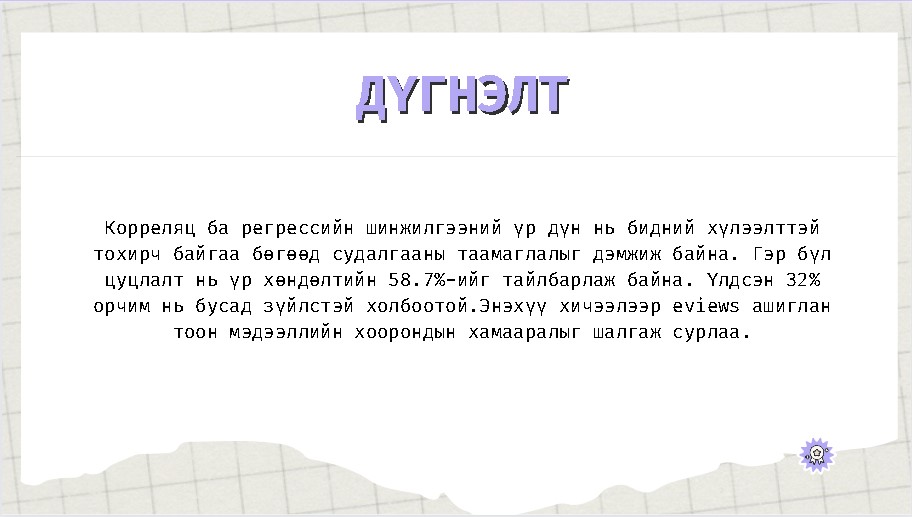 ДҮГНЭЛТ
Корреляц ба регрессийн шинжилгээний үр дүн нь бидний хүлээлттэй
тохирч байгаа бөгөөд судалгааны таамаглалыг дэмжиж байна. Гэр бүл
цуцлалт нь үр хөндөлтийн 58.7%-ийг тайлбарлаж байна. Үлдсэн 32%
орчим нь бусад зүйлстэй холбоотой.Энэхүү хичээлээр eviews ашиглан
тоон мэдээллийн хоорондын хамааралыг шалгаж сурлаа.